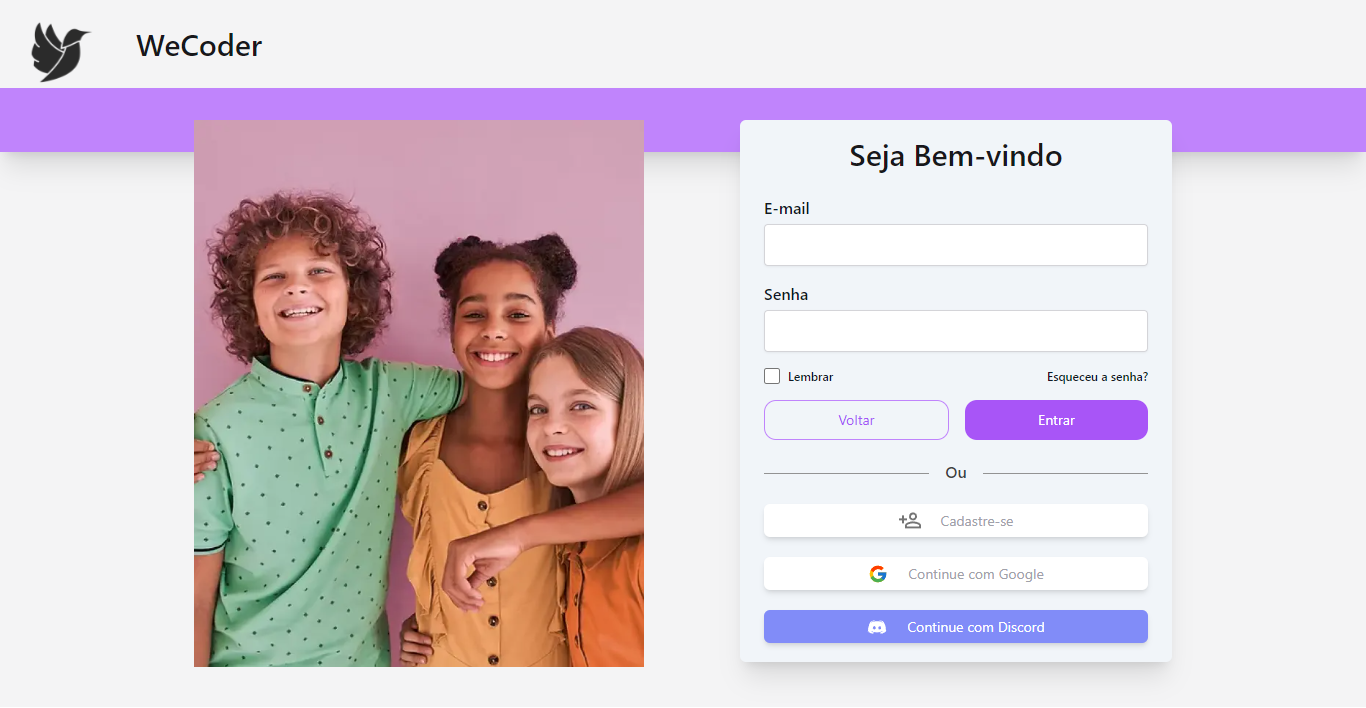 WeCoder
Seja Bem-vindo
E-mail
Senha
Lembrar
Esqueceu a senha?
Voltar
Entrar
Ou
Cadastre-se
Continue com Google
Continue com Discord